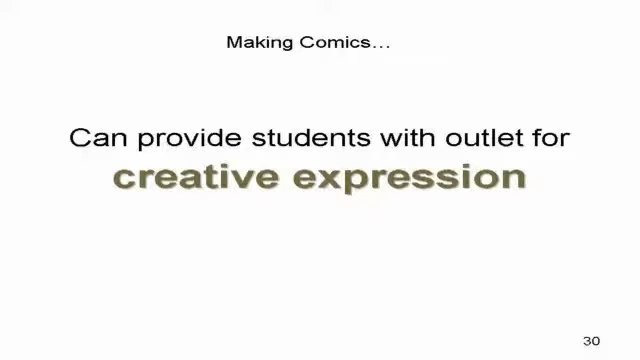 Making Comics…
Can provide students with outlet for
creative expression
30